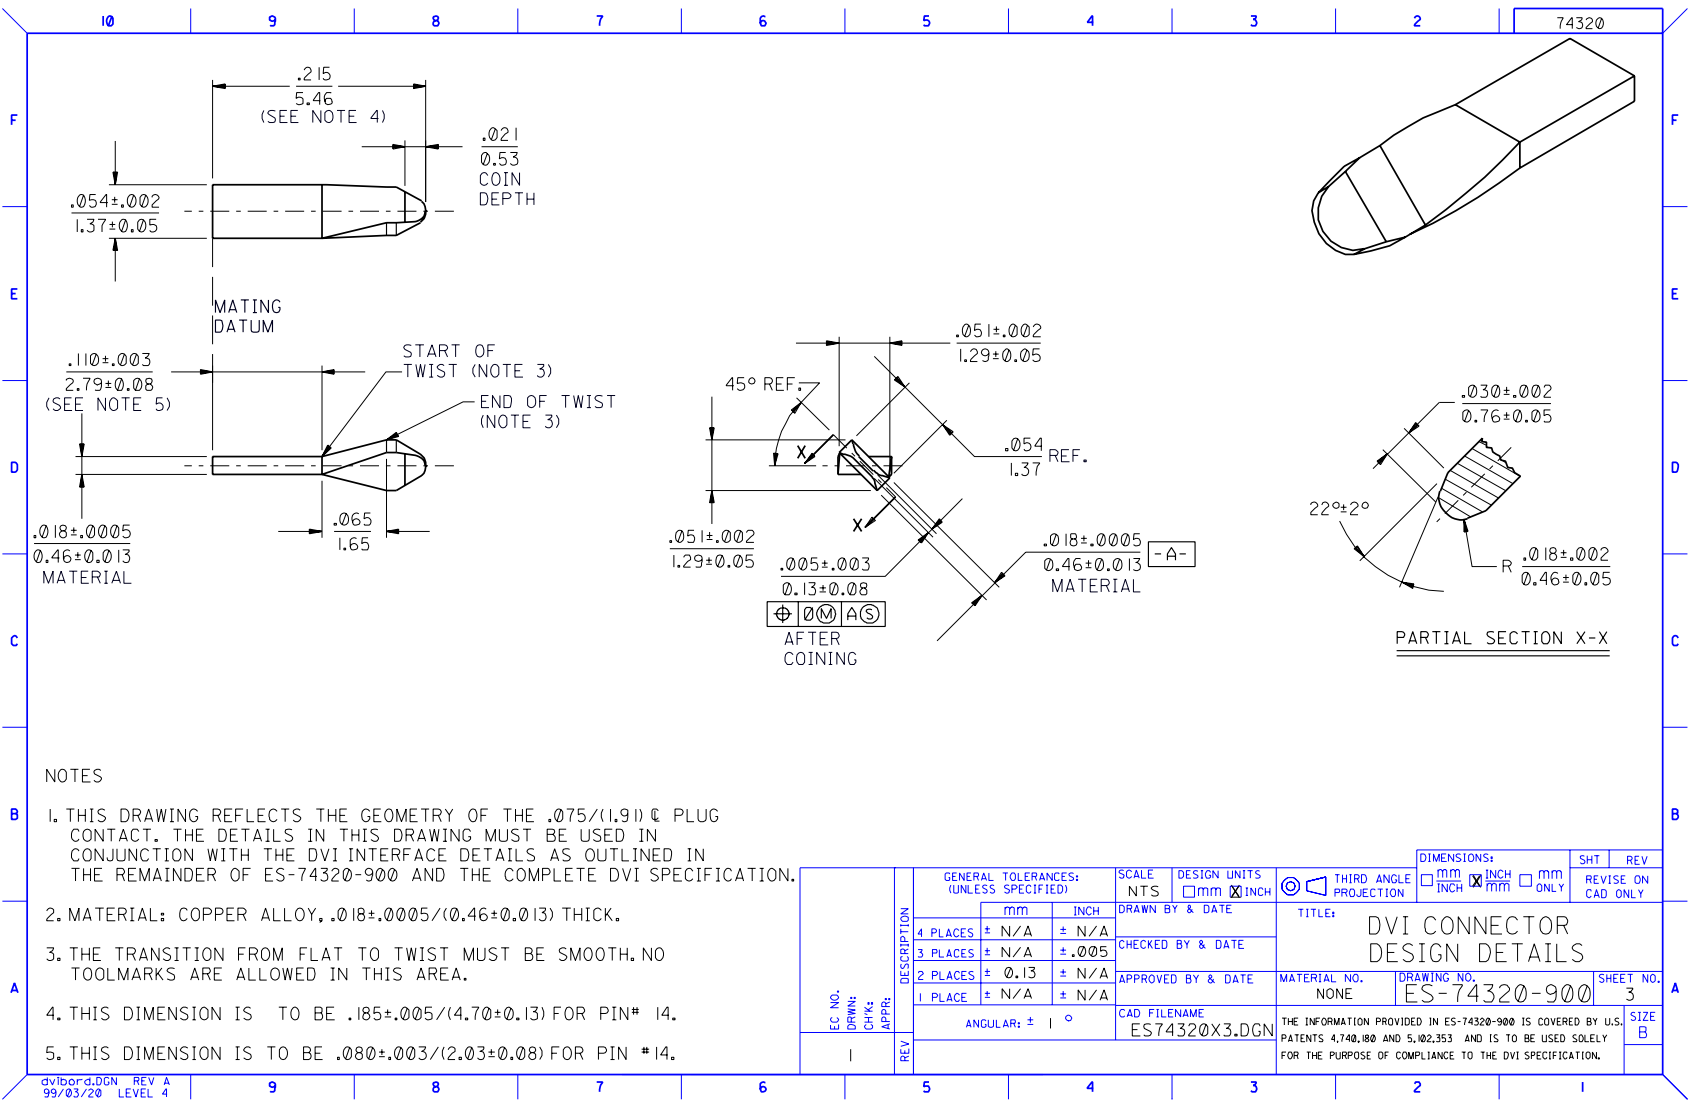 10 9 8 7 6 5 4 3 2 74320
F
E
D
C
B
A
F
E
D
C
B
A
.215
5.46
(SEE NOTE 4)
.021
0.53
COIN
DEPTH
.054±.002
1.37±0.05
MATING
DATUM
.110±.003
2.79±0.08
(SEE NOTE 5)
START OF
TWIST (NOTE 3)
END OF TWIST
(NOTE 3)
.018±.0005
0.46±0.013
MATERIAL
.065
1.65
.051±.002
1.29±0.05
45° REF.
.054
1.37 REF.
X
X
.051±.002
1.29±0.05
.005±.003
0.13±0.08
⌖ Ø Ⓜ A Ⓢ
AFTER
COINING
.018±.0005
0.46±0.013
MATERIAL
-A-
.030±.002
0.76±0.05
22°±2°
R .018±.002
0.46±0.05
PARTIAL SECTION X-X
NOTES
1. THIS DRAWING REFLECTS THE GEOMETRY OF THE .075/(1.91) ℄ PLUG
CONTACT. THE DETAILS IN THIS DRAWING MUST BE USED IN
CONJUNCTION WITH THE DVI INTERFACE DETAILS AS OUTLINED IN
THE REMAINDER OF ES-74320-900 AND THE COMPLETE DVI SPECIFICATION.
2. MATERIAL: COPPER ALLOY, .018±.0005/(0.46±0.013) THICK.
3. THE TRANSITION FROM FLAT TO TWIST MUST BE SMOOTH. NO
TOOLMARKS ARE ALLOWED IN THIS AREA.
4. THIS DIMENSION IS TO BE .185±.005/(4.70±0.13) FOR PIN# 14.
5. THIS DIMENSION IS TO BE .080±.003/(2.03±0.08) FOR PIN #14.
EC NO.
DRWN:
CH'K:
APPR:
DESCRIPTION
1
REV
GENERAL TOLERANCES:
(UNLESS SPECIFIED)
mm INCH
4 PLACES ± N/A ± N/A
3 PLACES ± N/A ±.005
2 PLACES ± 0.13 ± N/A
1 PLACE ± N/A ± N/A
ANGULAR: ± 1 °
SCALE
NTS
DESIGN UNITS
mm X INCH
DRAWN BY & DATE
CHECKED BY & DATE
APPROVED BY & DATE
CAD FILENAME
ES74320X3.DGN
THIRD ANGLE
PROJECTION
DIMENSIONS:
mm
INCH
X INCH
mm
mm
ONLY
SHT REV
REVISE ON
CAD ONLY
TITLE:
DVI CONNECTOR
DESIGN DETAILS
MATERIAL NO.
NONE
DRAWING NO.
ES-74320-900
SHEET NO.
3
THE INFORMATION PROVIDED IN ES-74320-900 IS COVERED BY U.S.
PATENTS 4,740,180 AND 5,102,353 AND IS TO BE USED SOLELY
FOR THE PURPOSE OF COMPLIANCE TO THE DVI SPECIFICATION.
SIZE
B
dvibord.DGN REV A
99/03/20 LEVEL 4
9 8 7 6 5 4 3 2 1